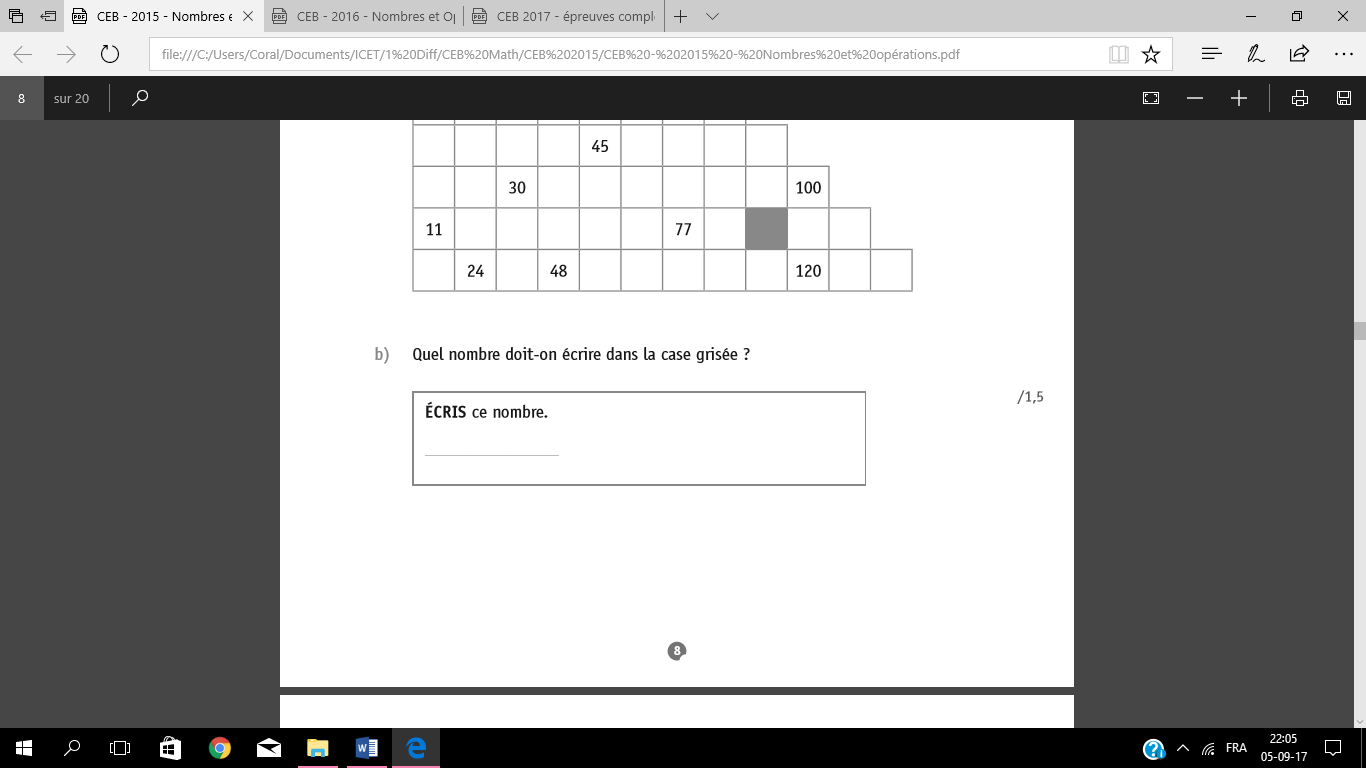 CEB - 2015 - Nombres e
CEB - 2016 - Nombres et Op
CEB 2017 - épreuves compl
file:///C:/Users/Coral/Documents/ICET/1%20Diff/CEB%20Math/CEB%202015/CEB%20-%202015%20-%20Nombres%20et%20opérations.pdf
8 sur 20
45
30 100
11 77
24 48 120
b) Quel nombre doit-on écrire dans la case grisée ?
/1,5
ÉCRIS ce nombre.
8
FRA
22:05
05-09-17